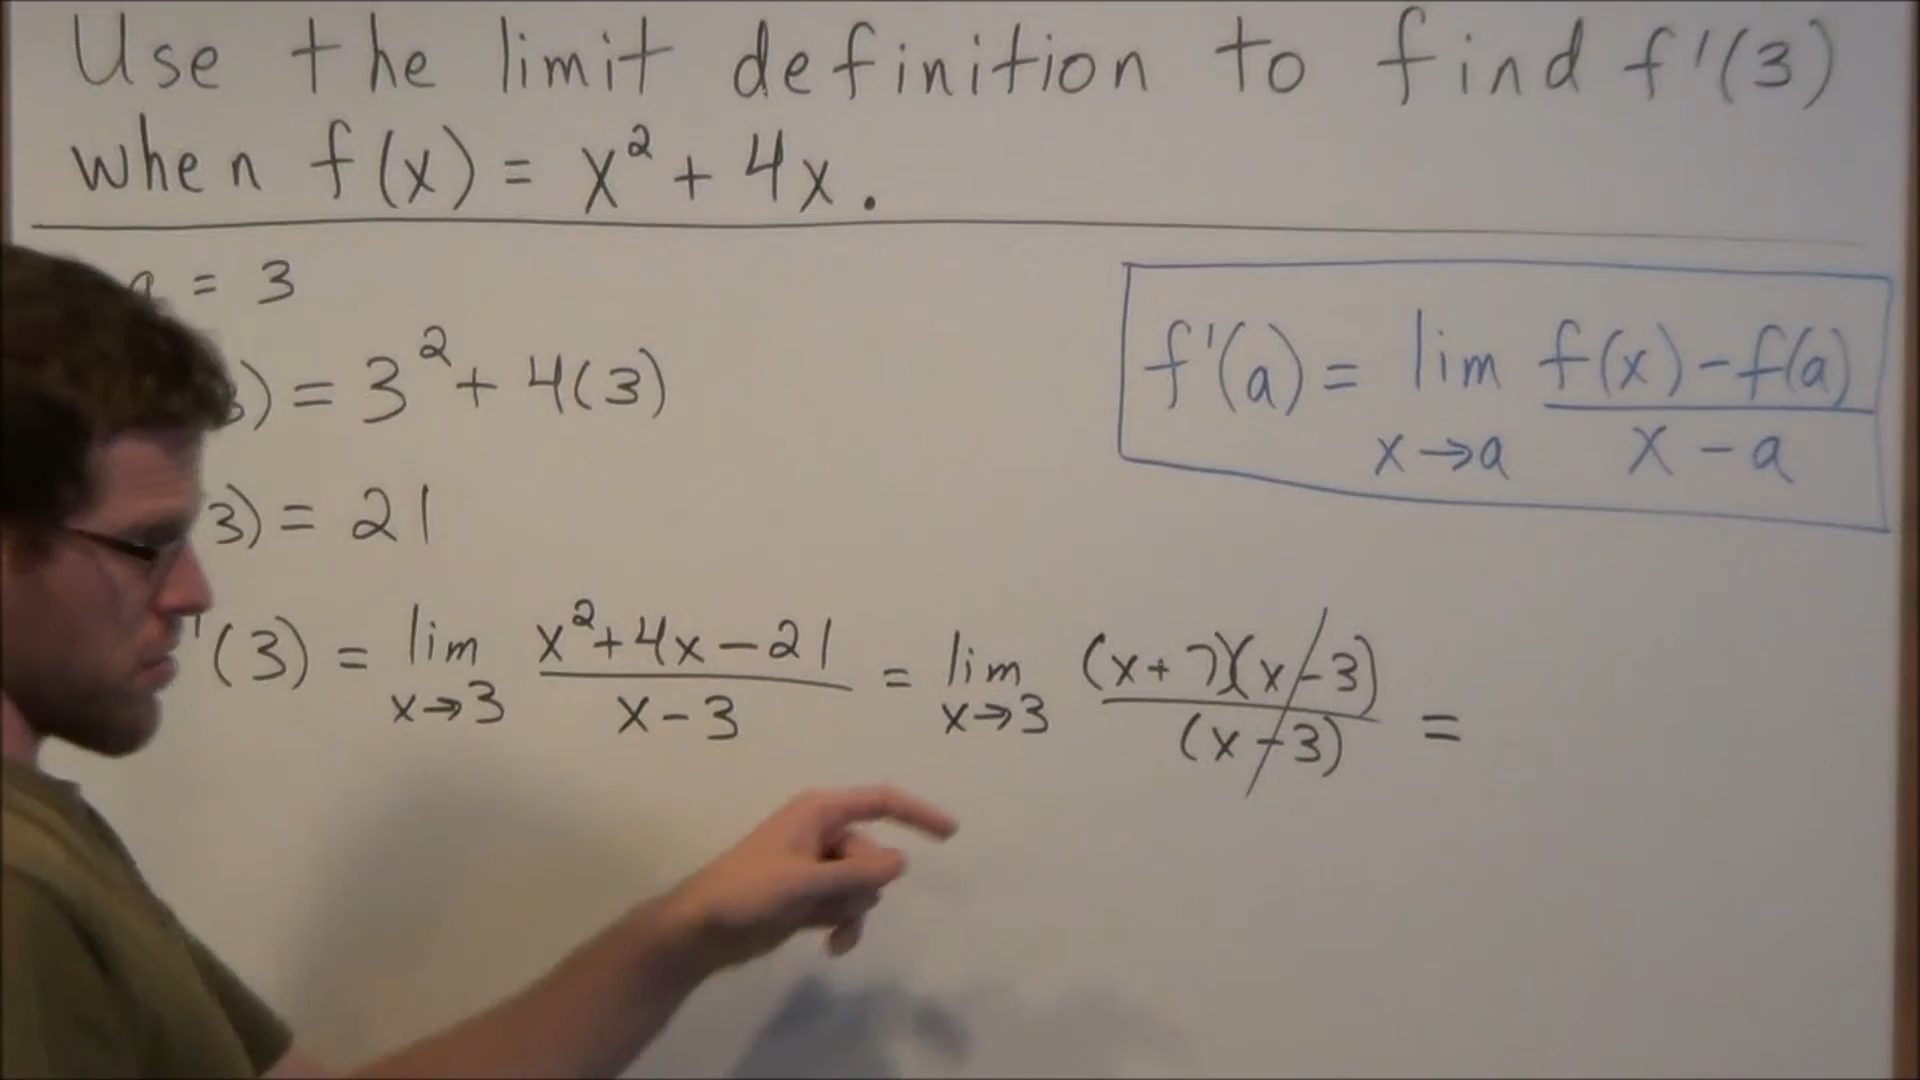 Use the limit definition to find f'(3)
when f(x) = x² + 4x.
a = 3
3) = 3² + 4(3)
3) = 21
f'(a) = lim f(x) - f(a)
x→a x - a
'(3) = lim x²+4x-21 = lim (x+7)(x-3) =
x→3 x-3 x→3 (x-3)